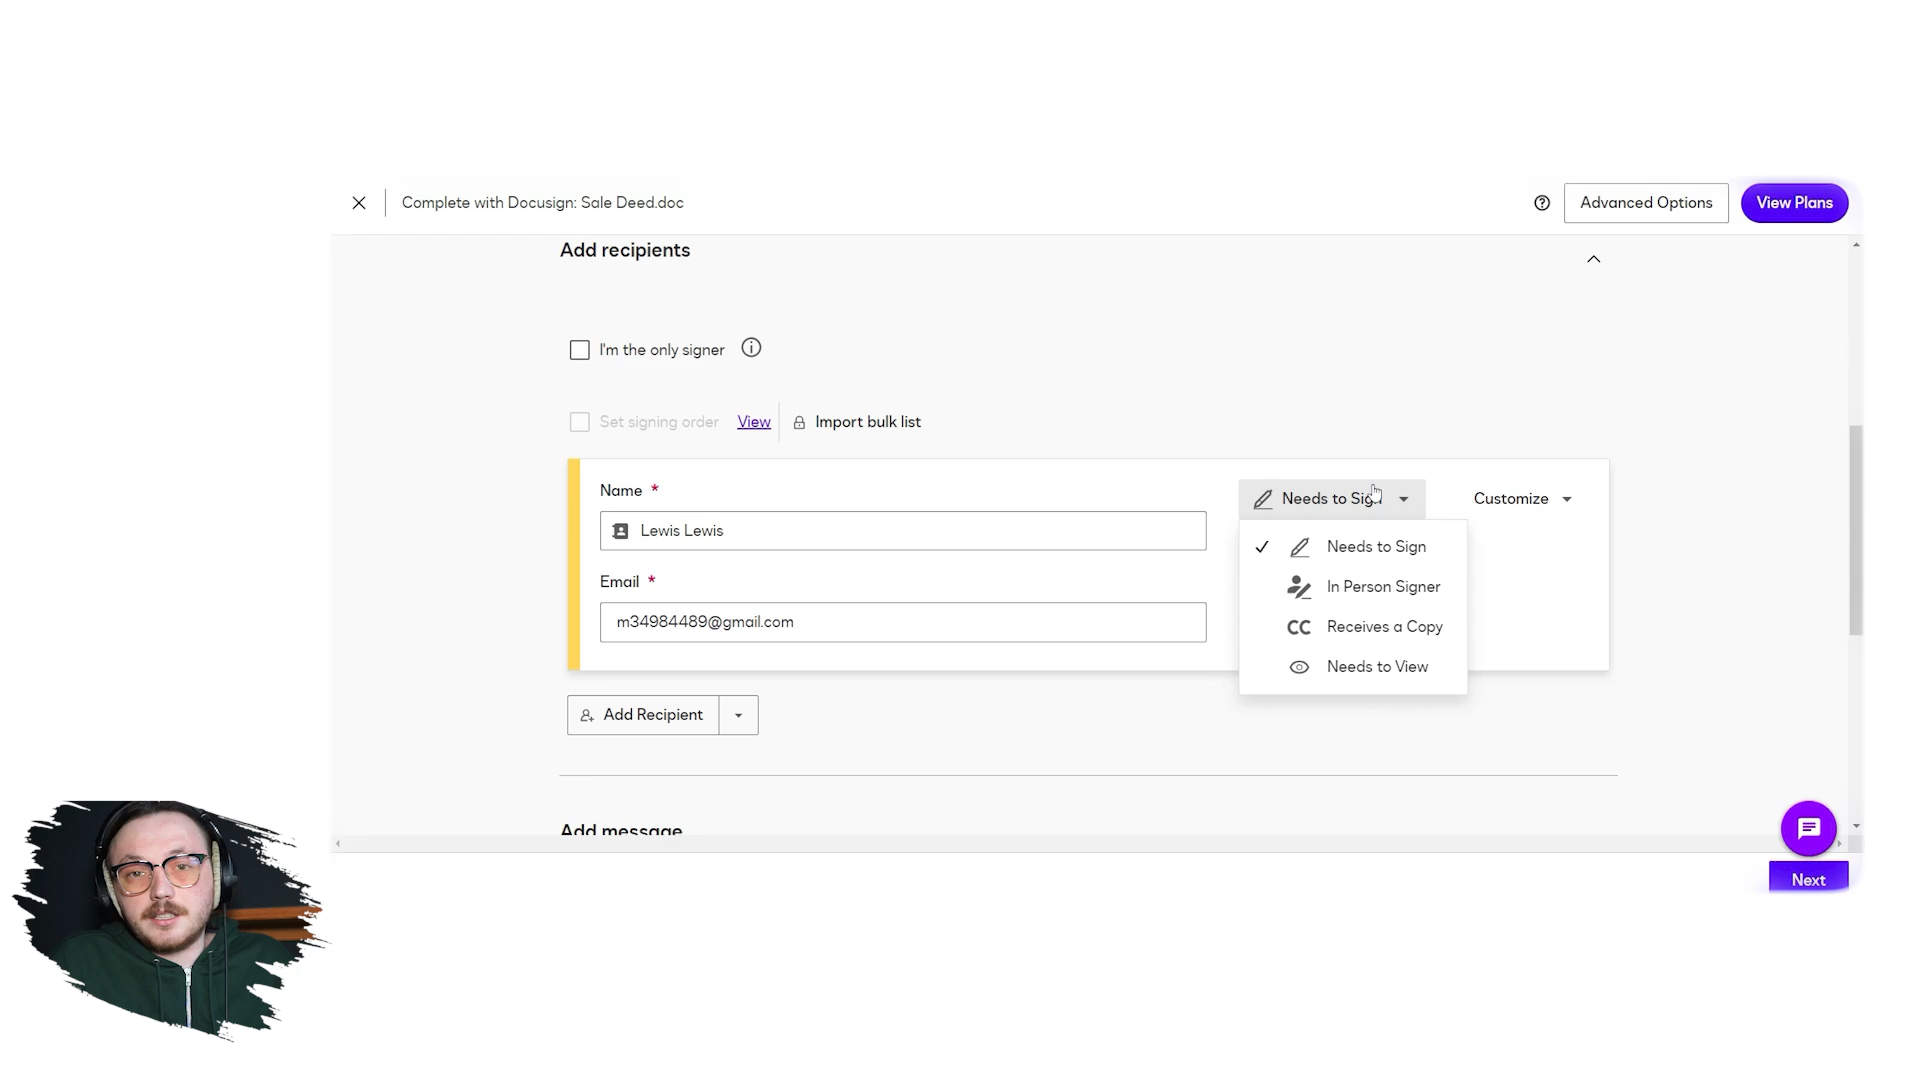 Complete with Docusign: Sale Deed.doc
Advanced Options
View Plans
Add recipients
I'm the only signer
Set signing order
View
Import bulk list
Name *
Needs to Sign
Customize
Lewis Lewis
Needs to Sign
In Person Signer
Email *
m34984489@gmail.com
CC Receives a Copy
Needs to View
Add Recipient
Add message
Next